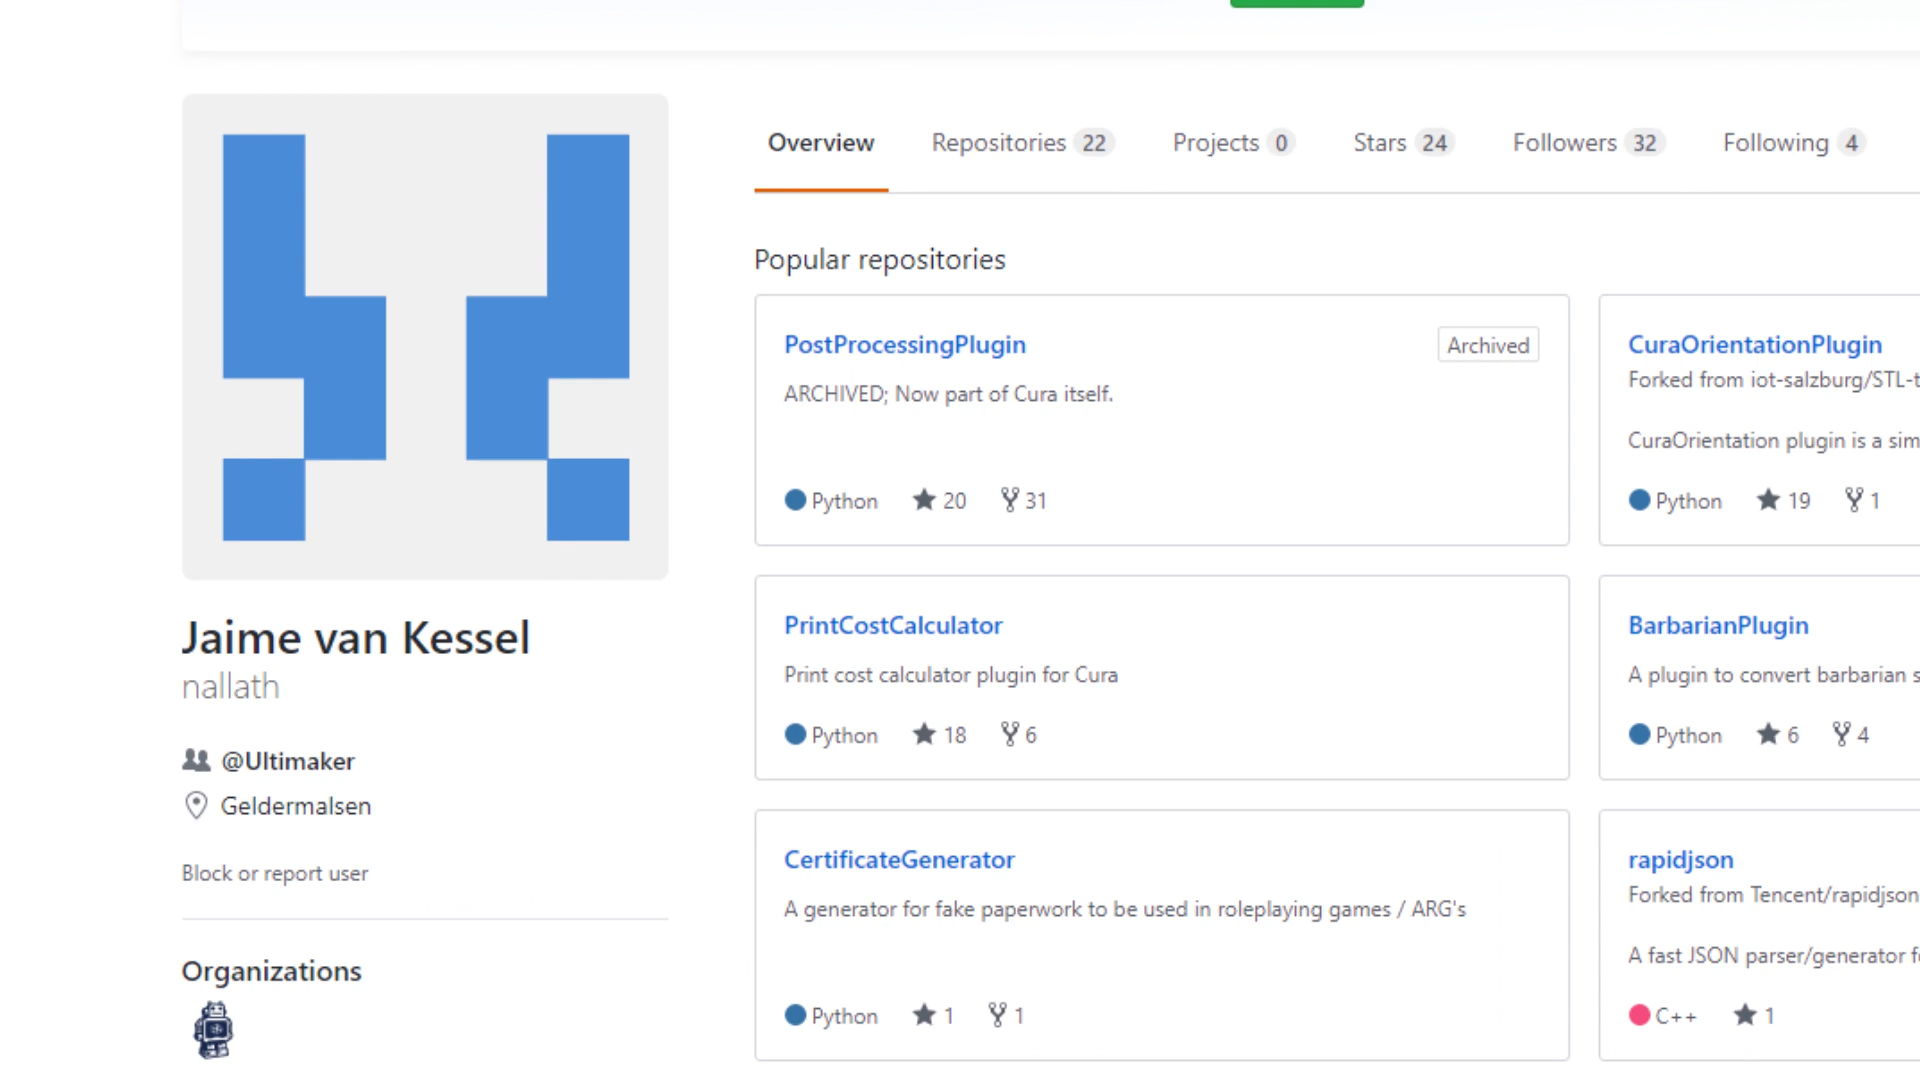 Overview Repositories 22 Projects 0 Stars 24 Followers 32 Following 4
Popular repositories
PostProcessingPlugin Archived
ARCHIVED; Now part of Cura itself.
Python 20 31
CuraOrientationPlugin
Forked from iot-salzburg/STL-t
CuraOrientation plugin is a sim
Python 19 1
PrintCostCalculator
Print cost calculator plugin for Cura
Python 18 6
BarbarianPlugin
A plugin to convert barbarian s
Python 6 4
CertificateGenerator
A generator for fake paperwork to be used in roleplaying games / ARG's
Python 1 1
rapidjson
Forked from Tencent/rapidjson
A fast JSON parser/generator f
C++ 1
Jaime van Kessel
nallath
@Ultimaker
Geldermalsen
Block or report user
Organizations